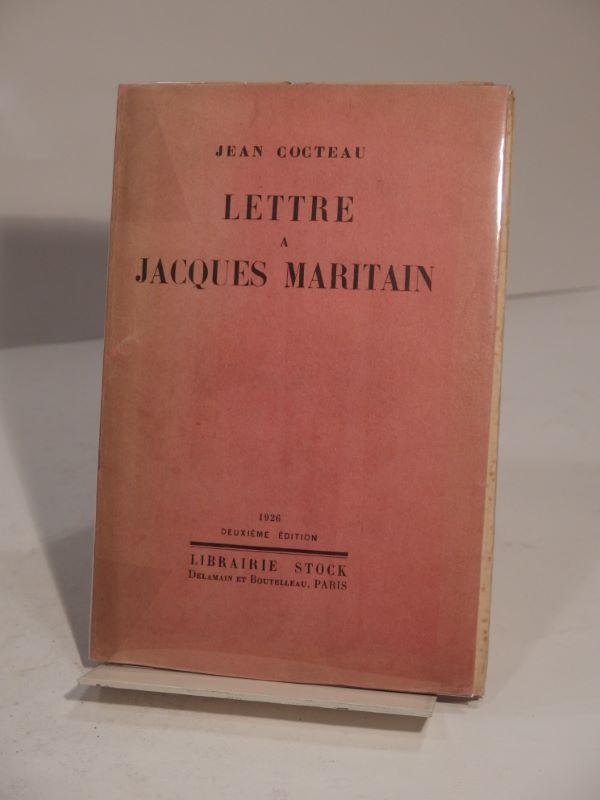 JEAN COCTEAU
LETTRE
A
JACQUES MARITAIN
1926
DEUXIÈME ÉDITION
LIBRAIRIE STOCK
DELAMAIN ET BOUTELLEAU, PARIS